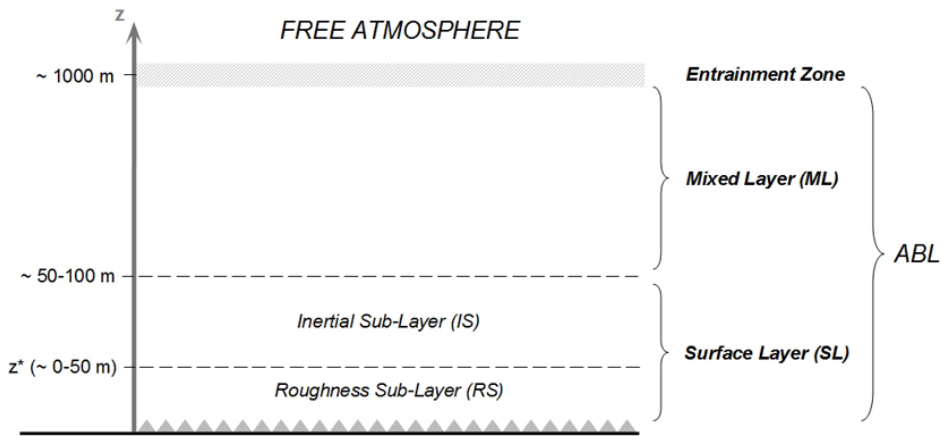 z
FREE ATMOSPHERE
~ 1000 m
Entrainment Zone
Mixed Layer (ML)
ABL
~ 50-100 m
Inertial Sub-Layer (IS)
Surface Layer (SL)
z* (~ 0-50 m)
Roughness Sub-Layer (RS)